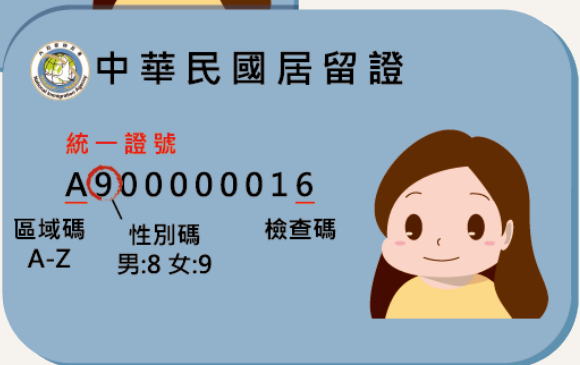 中華民國居留證
統一證號
A900000016
區域碼
A-Z
性別碼
男:8 女:9
檢查碼